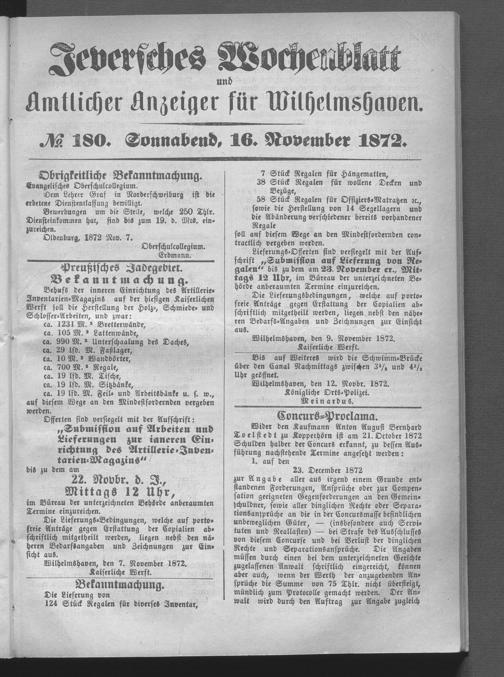 Jeversches Wochenblatt
und
Amtlicher Anzeiger für Wilhelmshaven.
№ 180. Sonnabend, 16. November 1872.
Obrigkeitliche Bekanntmachung.
Evangelisches Oberschulcollegium.
Dem Lehrer Graf in Norderschweiburg ist die
erbetene Dienstentlassung bewilligt.
Bewerbungen um die Stelle, welche 250 Thlr.
Diensteinkommen hat, sind bis zum 19. d. Mts. ein-
zureichen.
Oldenburg, 1872 Nov. 7.
Oberschulcollegium.
Erdmann.
Preußisches Jadegebiet.
Bekanntmachung.
Behufs der inneren Einrichtung des Artillerie-
Inventarien-Magazins auf der hiesigen Kaiserlichen
Werft soll die Herstellung der Holz-, Schmiede- und
Schlosser-Arbeiten, und zwar:
ca. 1231 M.² Bretterwände,
ca. 105 M.² Lattenwände,
ca. 990 M.² Unterschaalung des Daches,
ca. 29 lfd. M. Faßlager,
ca. 10 M.² Wandbörter,
ca. 700 M.² Regale,
ca. 19 lfd. M. Tische,
ca. 19 lfd. M. Sitzbänke,
ca. 19 lfd. M. Feil- und Arbeitsbänke u. s. w.,
auf diesem Wege an den Mindestfordernden vergeben
werden.
Offerten sind versiegelt mit der Aufschrift:
„Submission auf Arbeiten und
Lieferungen zur inneren Ein-
richtung des Artillerie-Inven-
tarien-Magazins“
bis zu dem am
22. Novbr. d. J.,
Mittags 12 Uhr,
im Büreau der unterzeichneten Behörde anberaumten
Termine einzureichen.
Die Lieferungs-Bedingungen, welche auf porto-
freie Anträge gegen Erstattung der Copialien ab-
schriftlich mitgetheilt werden, liegen nebst den nä-
heren Bedarfsangaben und Zeichnungen zur Ein-
sicht aus.
Wilhelmshaven, den 7. November 1872.
Kaiserliche Werft.
Bekanntmachung.
Die Lieferung von
124 Stück Regalen für diverses Inventar,
7 Stück Regalen für Hängematten,
38 Stück Regalen für wollene Decken und
Bezüge,
58 Stück Regalen für Offiziers-Matratzen ꝛc.,
sowie die Herstellung von 14 Segellagern und
die Abänderung verschiedener bereits vorhandener
Regale
soll auf diesem Wege an den Mindestfordernden con-
tractlich vergeben werden.
Lieferungs-Offerten sind versiegelt mit der Auf-
schrift „Submission auf Lieferung von Re-
galen“ bis zu dem am 23. November cr., Mit-
tags 12 Uhr, im Büreau der unterzeichneten Be-
hörde anberaumten Termine einzureichen.
Die Lieferungsbedingungen, welche auf porto-
freie Anträge gegen Erstattung der Copialien ab-
schriftlich mitgetheilt werden, liegen nebst den nähe-
ren Bedarfs-Angaben und Zeichnungen zur Einsicht
aus.
Wilhelmshaven, den 9. November 1872.
Kaiserliche Werft.
Bis auf Weiteres wird die Schwimm-Brücke
über den Canal Nachmittags zwischen 3¾ und 4¼
Uhr geöffnet.
Wilhelmshaven, den 12. Novbr. 1872.
Königliche Orts-Polizei.
Meinardus.
Concurs-Proclama.
Wider den Kaufmann Anton August Bernhard
Toelstedt zu Kopperhörn ist am 21. October 1872
Schulden halber der Concurs erkannt, zu dessen Aus-
führung nachstehende Termine angesetzt werden:
1. auf den
23. December 1872
zur Angabe aller aus irgend einem Grunde ent-
standenen Forderungen, Ansprüche oder zur Compen-
sation geeigneten Gegenforderungen an den Gemein-
schuldner, sowie aller dinglichen Rechte oder Separa-
tionsansprüche an die in der Concursmasse befindlichen
unbeweglichen Güter, — (insbesondere auch Servi-
tuten und Reallasten) — bei Strafe des Ausschlusses
von diesem Concurse und bei Verlust der dinglichen
Rechte und Separationsansprüche. Die Angaben
müssen durch einen bei dem unterzeichneten Gerichte
zugelassenen Anwalt schriftlich eingereicht, können
aber auch, wenn der Werth der anzugebenden An-
sprüche die Summe von 75 Thlr. nicht übersteigt,
mündlich zum Protocolle gemacht werden. Der An-
walt wird durch den Auftrag zur Angabe zugleich